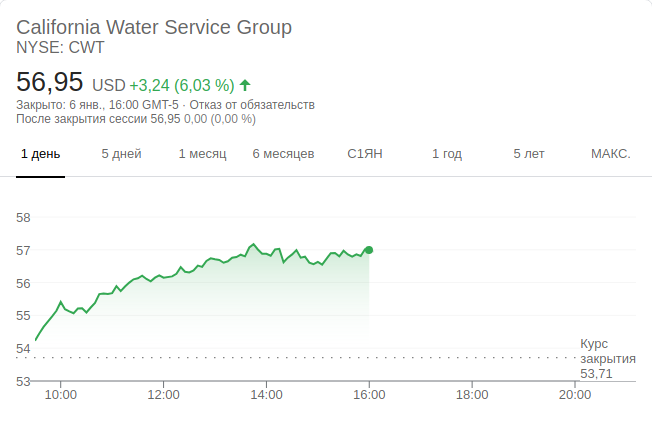 California Water Service Group
NYSE: CWT
56,95 USD +3,24 (6,03 %)
Закрыто: 6 янв., 16:00 GMT-5 · Отказ от обязательств
После закрытия сессии 56,95 0,00 (0,00 %)
1 день 5 дней 1 месяц 6 месяцев С1ЯН 1 год 5 лет МАКС.
58
57
56
55
54
53
Курс
закрытия
53,71
10:00 12:00 14:00 16:00 18:00 20:00